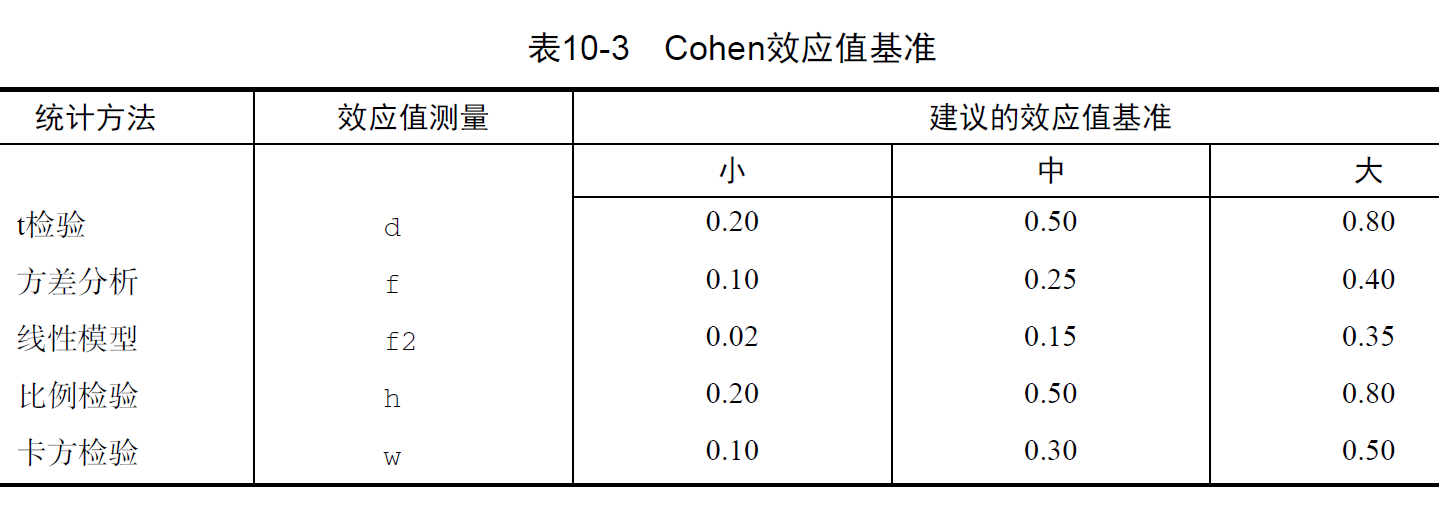 表10-3 Cohen效应值基准
统计方法 效应值测量 建议的效应值基准
小 中 大
t检验 d 0.20 0.50 0.80
方差分析 f 0.10 0.25 0.40
线性模型 f2 0.02 0.15 0.35
比例检验 h 0.20 0.50 0.80
卡方检验 w 0.10 0.30 0.50